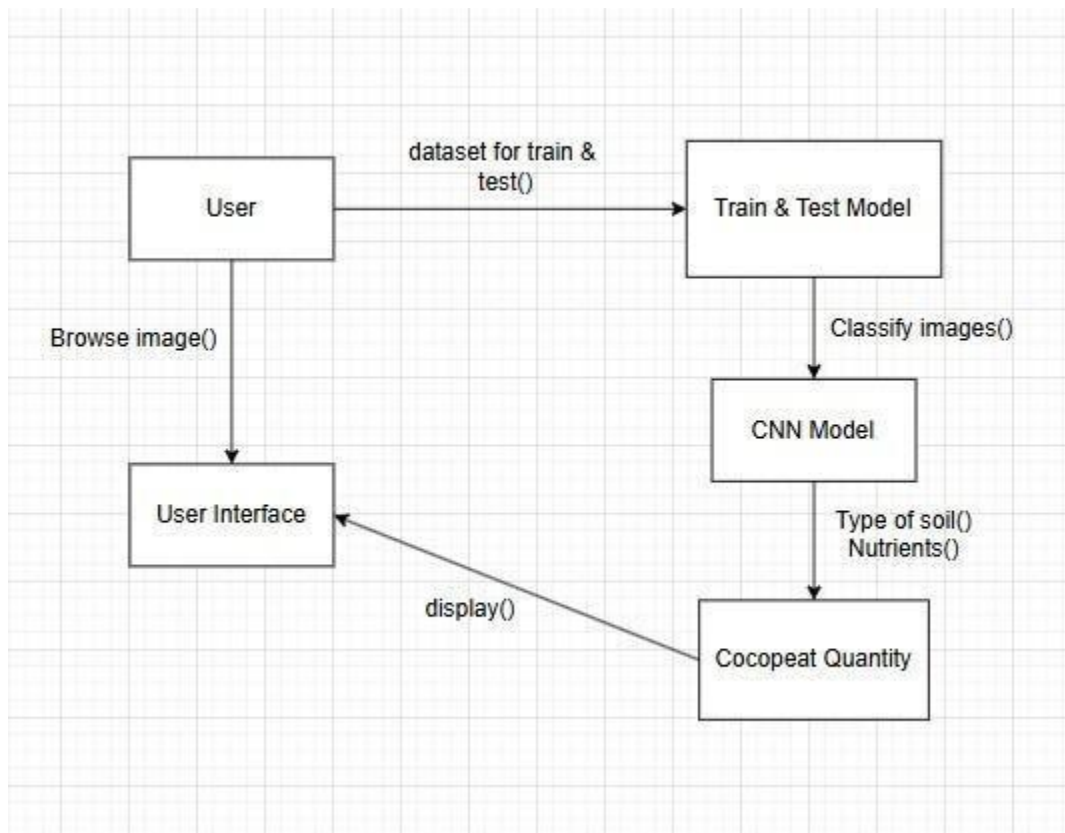 dataset for train &
test()
User
Train & Test Model
Browse image()
Classify images()
CNN Model
User Interface
Type of soil()
Nutrients()
display()
Cocopeat Quantity